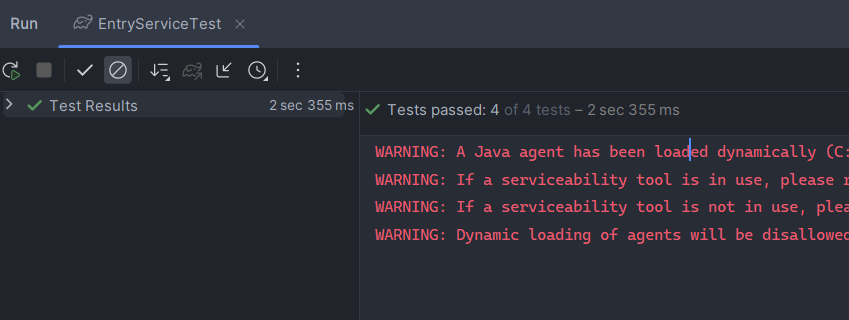 Run EntryServiceTest
Test Results 2 sec 355 ms
Tests passed: 4 of 4 tests – 2 sec 355 ms
WARNING: A Java agent has been loaded dynamically (C:
WARNING: If a serviceability tool is in use, please r
WARNING: If a serviceability tool is not in use, plea
WARNING: Dynamic loading of agents will be disallowed